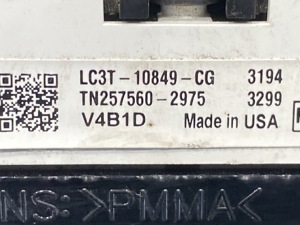 LC3T-10849-CG 3194
TN257560-2975 3299
V4B1D Made in USA
NS: >PMMA<